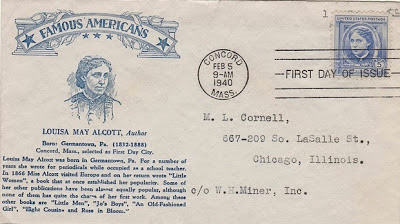 FAMOUS AMERICANS
LOUISA MAY ALCOTT, Author
Born: Germantown, Pa. (1832-1888)
Concord, Mass., selected as First Day City.
Louisa May Alcot was born in Germantown, Pa. For a number of
years she wrote stories while occupied as a school teacher.
In 1866 Miss Alcot visited Europe and on her return wrote "Little
Women", a book that at once established her popularity. Some of
her other publications have been almost equally popular, although
none of them has quite the charm of her first work. Among these
other books are "Little Men", "Jo's Boys", "An Old-Fashioned
Girl", "Eight Cousins and Rose in Bloom."
CONCORD
FEB 5
9-AM
1940
MASS.
UNITED STATES POSTAGE
FIRST DAY OF ISSUE
M. L. Cornell,
667-209 So. LaSalle St.,
Chicago, Illinois.
c/o W.H.Miner, Inc.